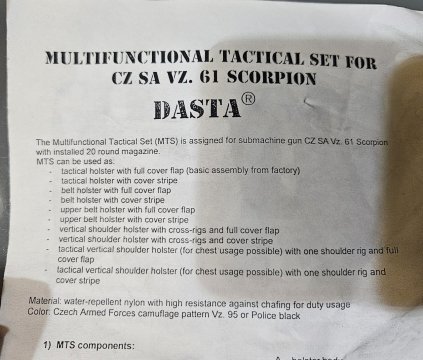 MULTIFUNCTIONAL TACTICAL SET FOR
CZ SA VZ. 61 SCORPION
DASTA®
The Multifunctional Tactical Set (MTS) is assigned for submachine gun CZ SA Vz. 61 Scorpion
with installed 20 round magazine.
MTS can be used as:
- tactical holster with full cover flap (basic assembly from factory)
- tactical holster with cover stripe
- belt holster with full cover flap
- belt holster with cover stripe
- upper belt holster with full cover flap
- upper belt holster with cover stripe
- vertical shoulder holster with cross-rigs and full cover flap
- vertical shoulder holster with cross-rigs and cover stripe
- tactical vertical shoulder holster (for chest usage possible) with one shoulder rig and full
cover flap
- tactical vertical shoulder holster (for chest usage possible) with one shoulder rig and
cover stripe
Material: water-repellent nylon with high resistance against chafing for duty usage
Color: Czech Armed Forces camuflage pattern Vz. 95 or Police black
1) MTS components: